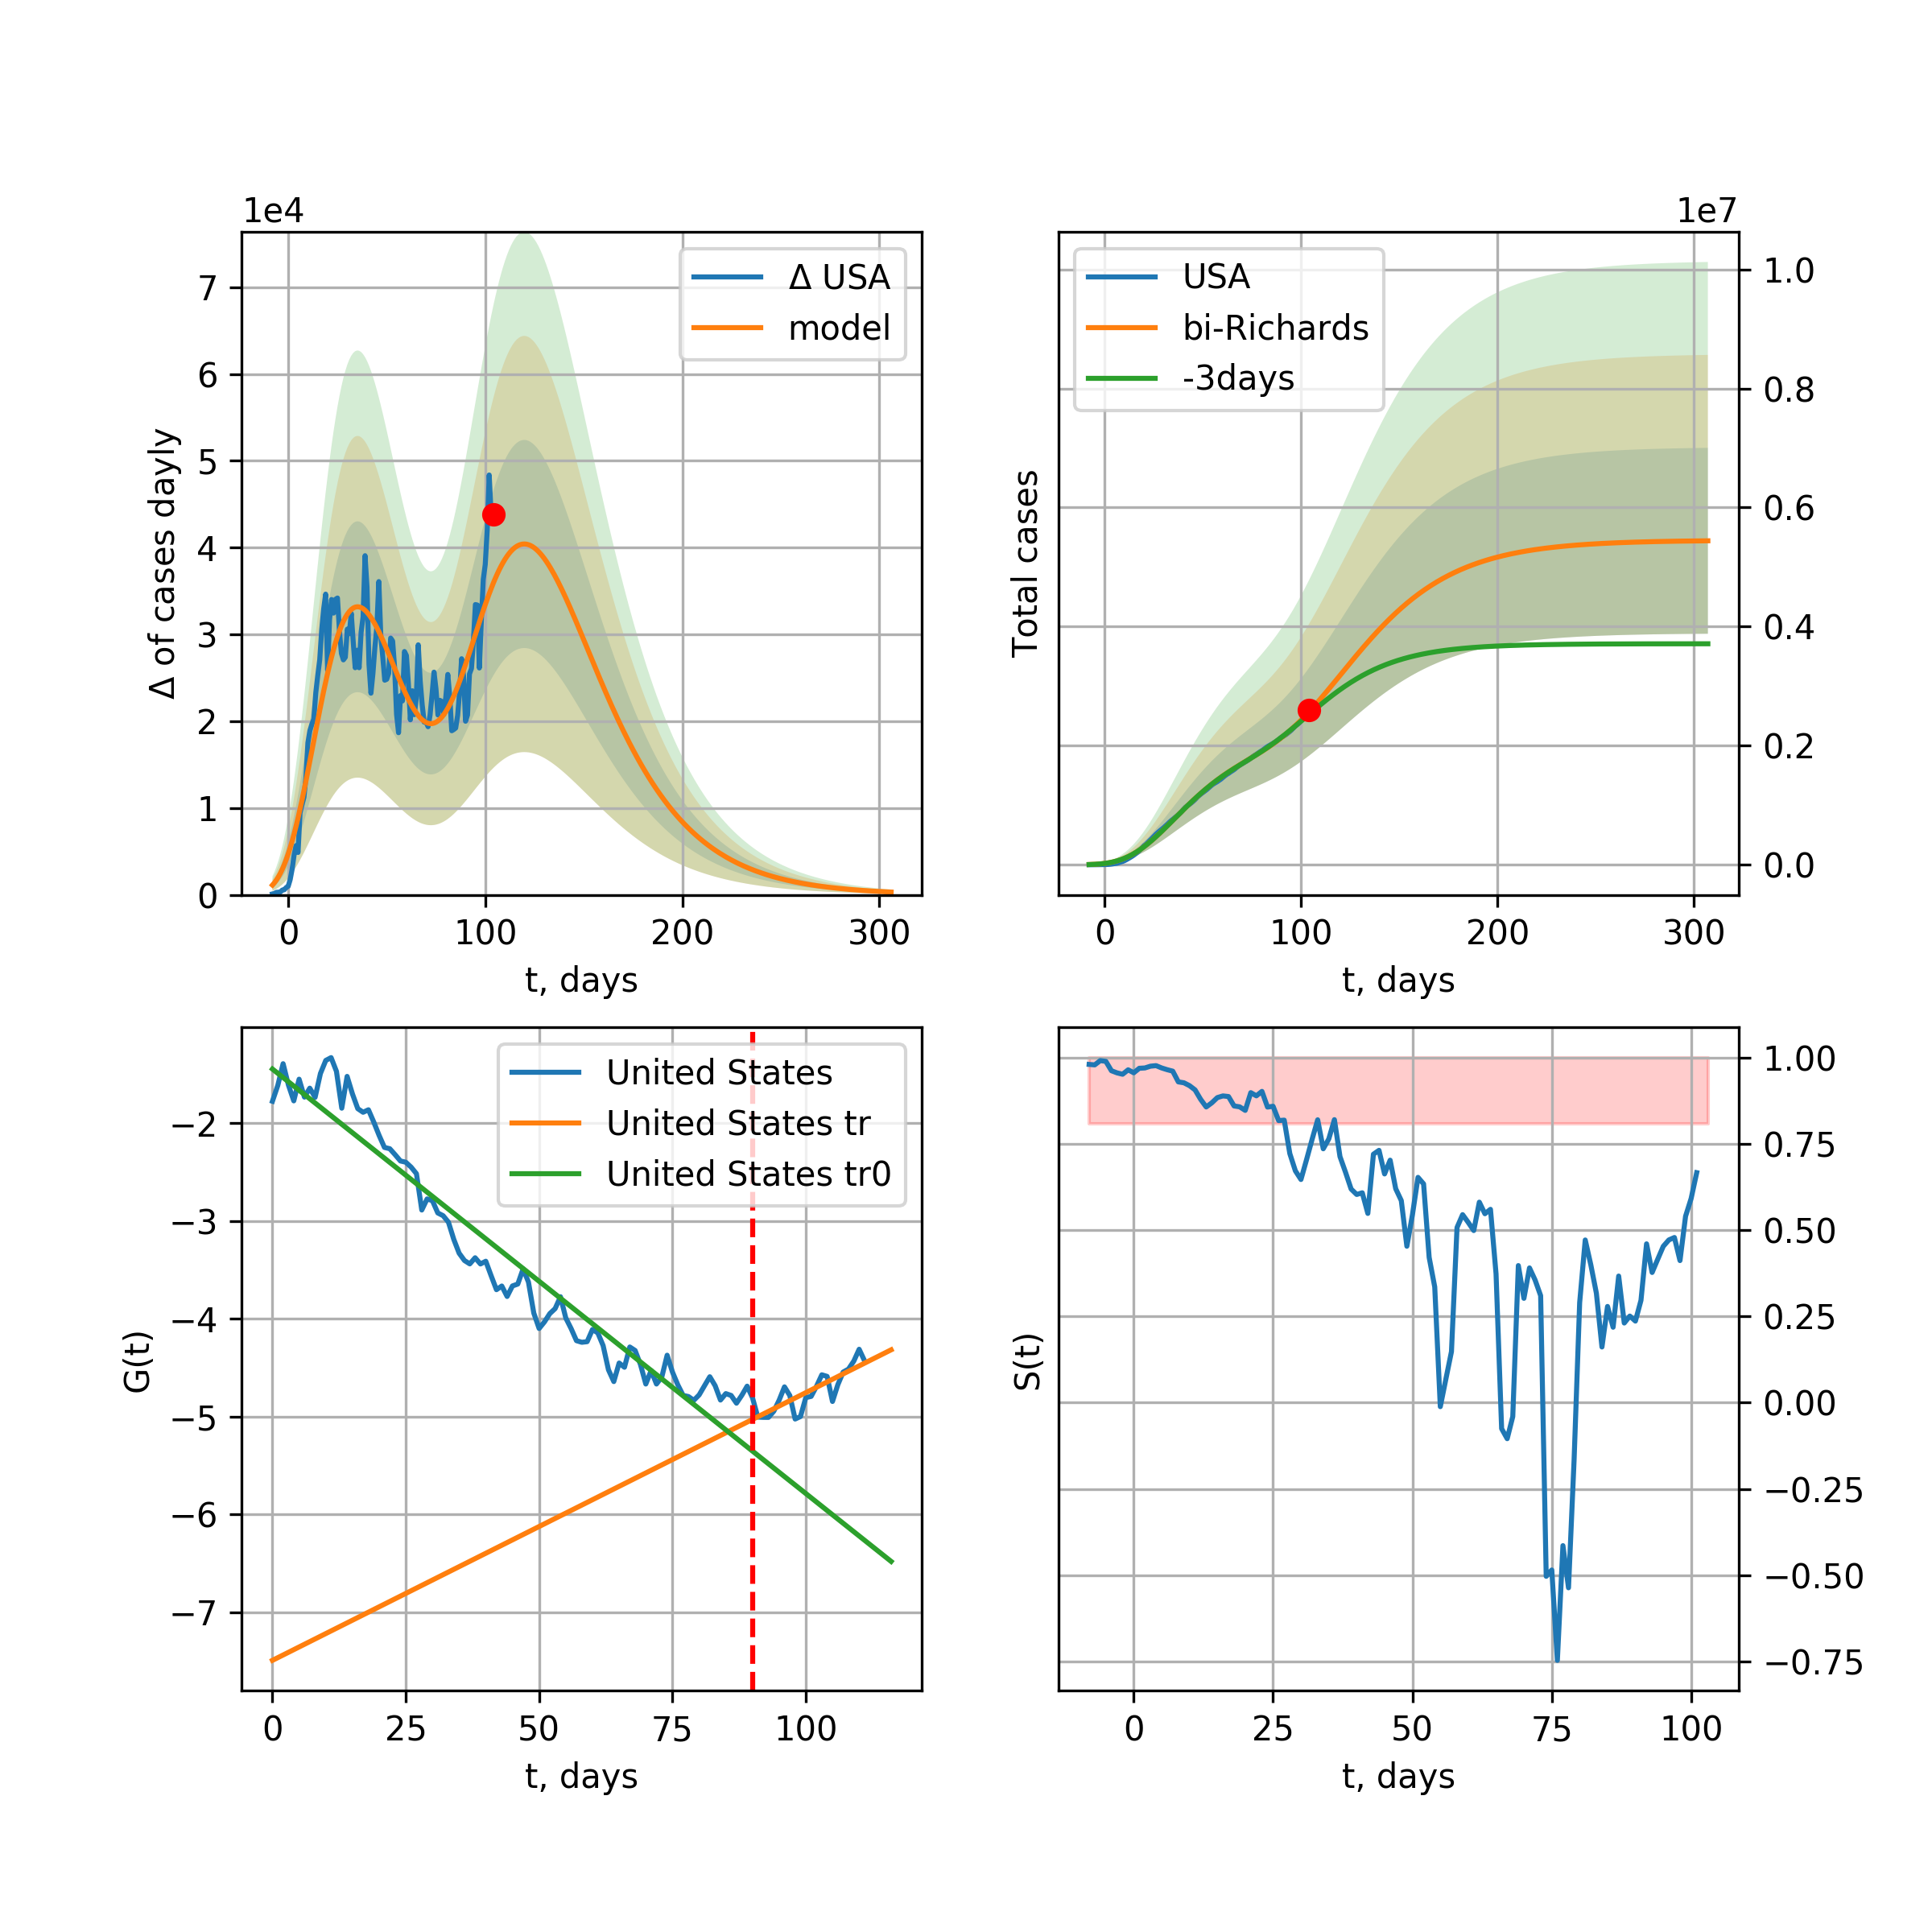 1e4
Δ of cases dayly
7
6
5
4
3
2
1
0
Δ USA
model
0 100 200 300
t, days
1e7
Total cases
USA
bi-Richards
-3days
1.0
0.8
0.6
0.4
0.2
0.0
0 100 200 300
t, days
G(t)
−2
−3
−4
−5
−6
−7
United States
United States tr
United States tr0
0 25 50 75 100
t, days
S(t)
1.00
0.75
0.50
0.25
0.00
−0.25
−0.50
−0.75
0 25 50 75 100
t, days